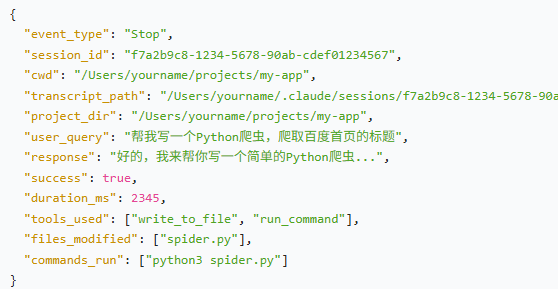 {
"event_type": "Stop",
"session_id": "f7a2b9c8-1234-5678-90ab-cdef01234567",
"cwd": "/Users/yourname/projects/my-app",
"transcript_path": "/Users/yourname/.claude/sessions/f7a2b9c8-1234-5678-90a
"project_dir": "/Users/yourname/projects/my-app",
"user_query": "帮我写一个Python爬虫，爬取百度首页的标题",
"response": "好的，我来帮你写一个简单的Python爬虫...",
"success": true,
"duration_ms": 2345,
"tools_used": ["write_to_file", "run_command"],
"files_modified": ["spider.py"],
"commands_run": ["python3 spider.py"]
}